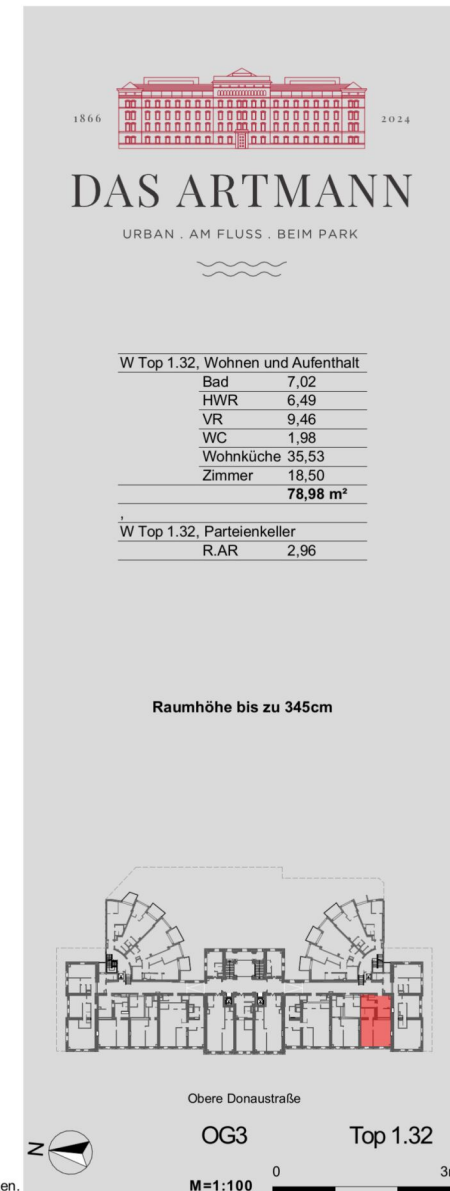 1866 2024
DAS ARTMANN
URBAN . AM FLUSS . BEIM PARK
W Top 1.32, Wohnen und Aufenthalt
Bad 7,02
HWR 6,49
VR 9,46
WC 1,98
Wohnküche 35,53
Zimmer 18,50
78,98 m²
,
W Top 1.32, Parteienkeller
R.AR 2,96
Raumhöhe bis zu 345cm
Obere Donaustraße
OG3 Top 1.32
N
0 3
en. M=1:100